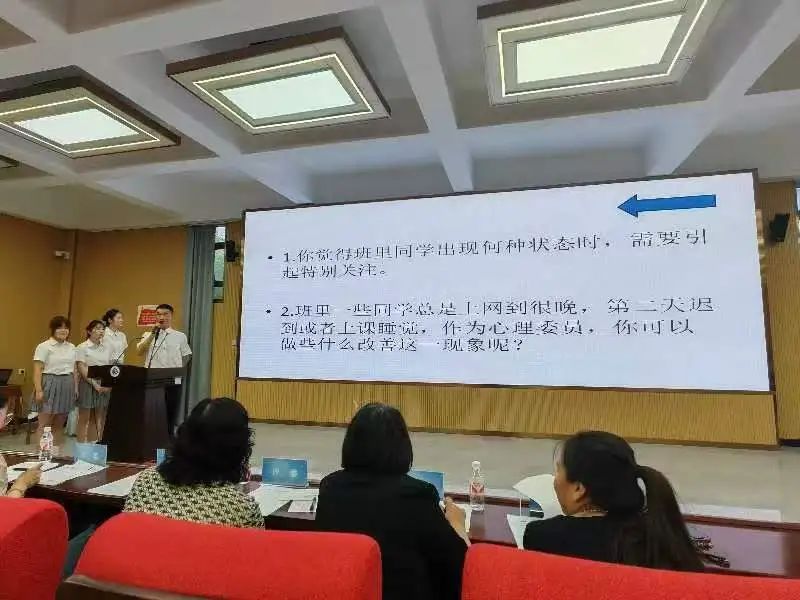 • 1.你觉得班里同学出现何种状态时，需要引
起特别关注。
• 2.班里一些同学总是上网到很晚，第二天迟
到或者上课睡觉，作为心理委员，你可以
做些什么改善这一现象呢？